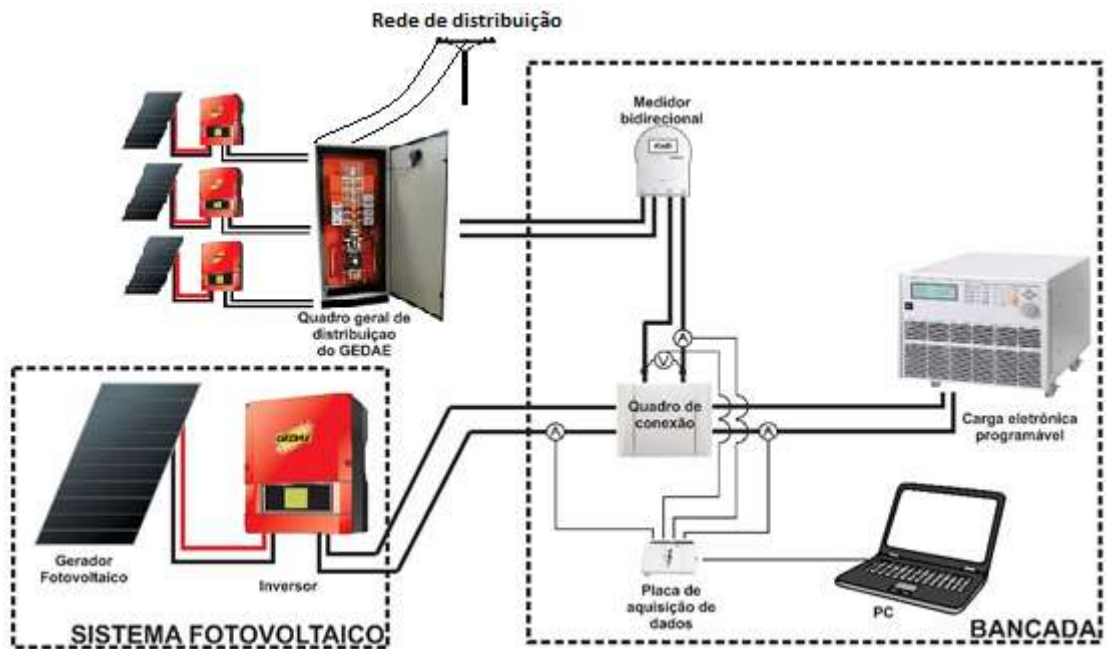 Rede de distribuição
Medidor
bidirecional
Quadro geral de
distribuiçao
do GEDAE
Quadro de
conexão
Carga eletrônica
programável
Gerador
Fotovoltaico
Inversor
Placa de
aquisição de
dados
PC
SISTEMA FOTOVOLTAICO
BANCADA
A
V
A
A